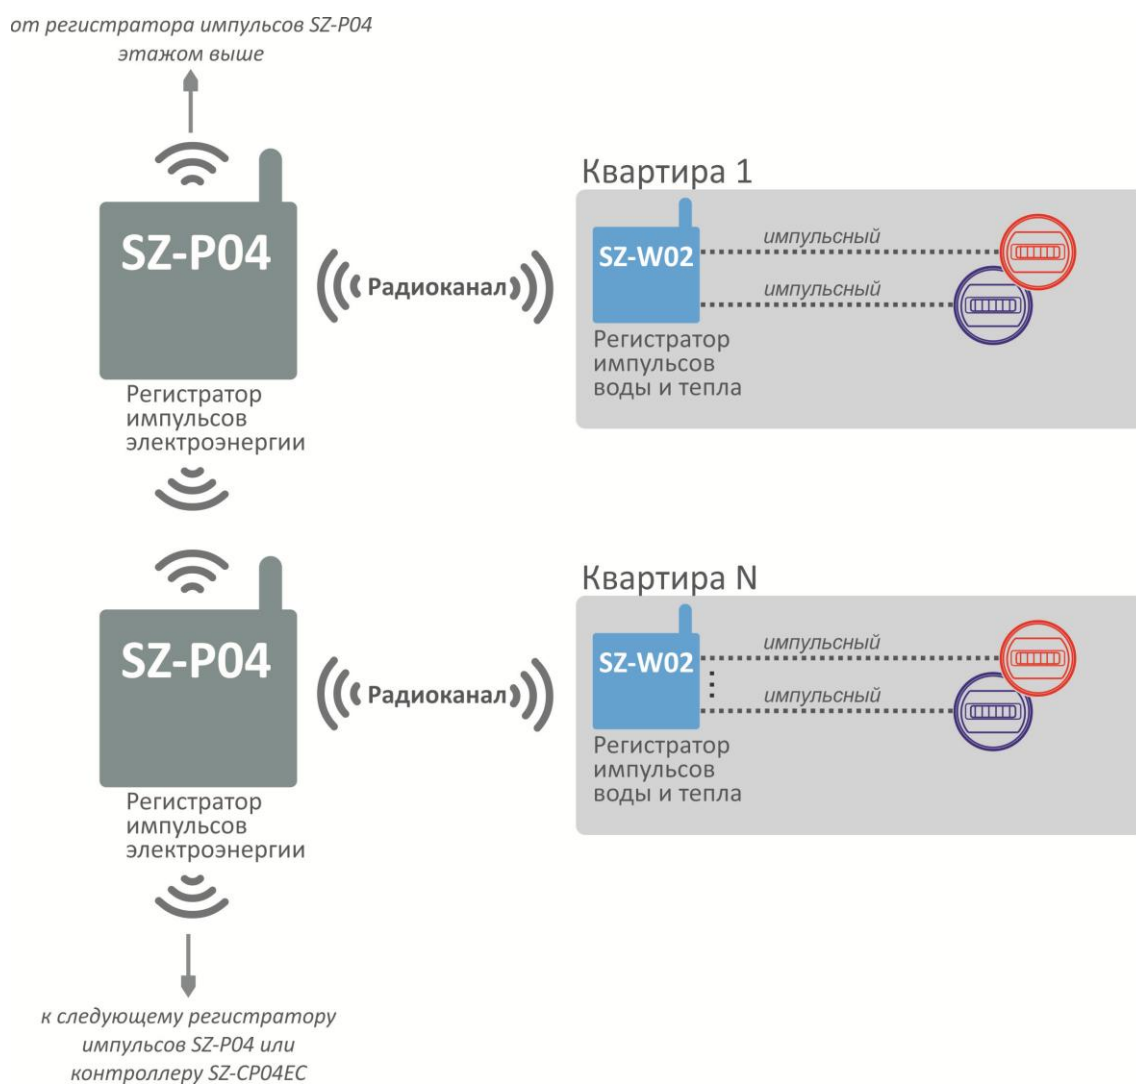 от регистратора импульсов SZ-P04
этажом выше
SZ-P04
Радиоканал
Регистратор
импульсов
электроэнергии
Квартира 1
SZ-W02
импульсный
импульсный
Регистратор
импульсов
воды и тепла
SZ-P04
Радиоканал
Регистратор
импульсов
электроэнергии
Квартира N
SZ-W02
импульсный
импульсный
Регистратор
импульсов
воды и тепла
к следующему регистратору
импульсов SZ-P04 или
контроллеру SZ-CP04EC